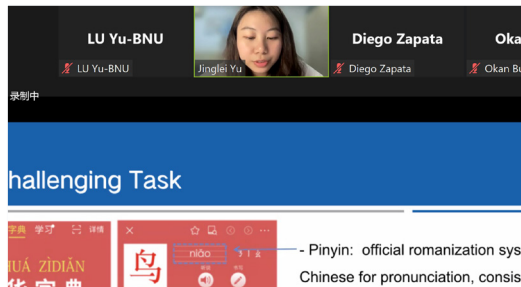 LU Yu-BNU
Diego Zapata
Oka
LU Yu-BNU
Jinglei Yu
Diego Zapata
Okan Bu
录制中
hallenging Task
字典 学习 详情
UÁ ZÌDIǍN
华字典
鸟
niǎo
- Pinyin: official romanization sys
Chinese for pronunciation, consis